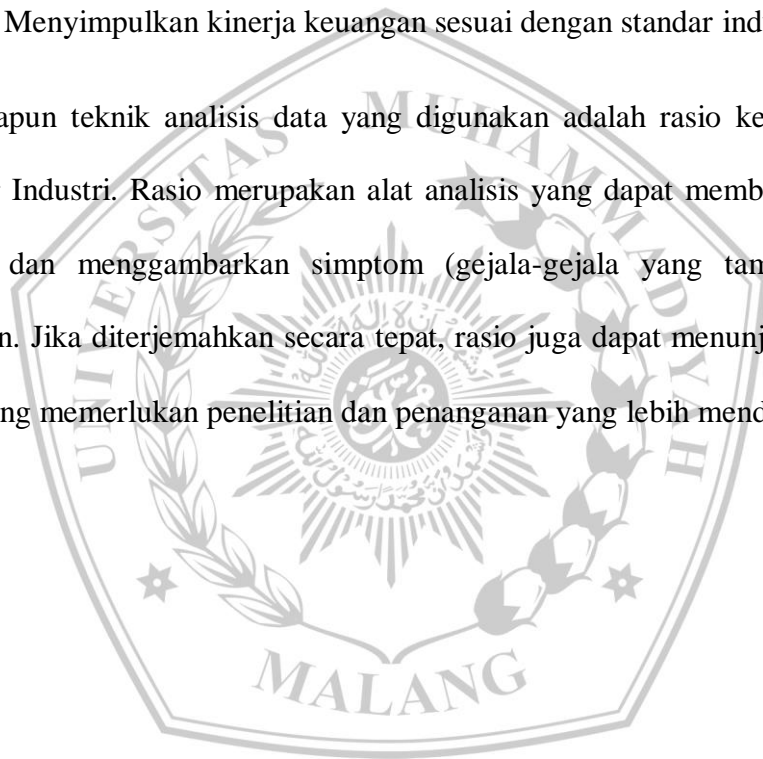 Menyimpulkan kinerja keuangan sesuai dengan standar
apun teknik analisis data yang digunakan adalah rasio ke
Industri. Rasio merupakan alat analisis yang dapat memb
dan menggambarkan simptom (gejala-gejala yang tam
n. Jika diterjemahkan secara tepat, rasio juga dapat menunj
ng memerlukan penelitian dan penanganan yang lebih mend
UNIVERSITAS MUHAMMADIYAH
MALANG